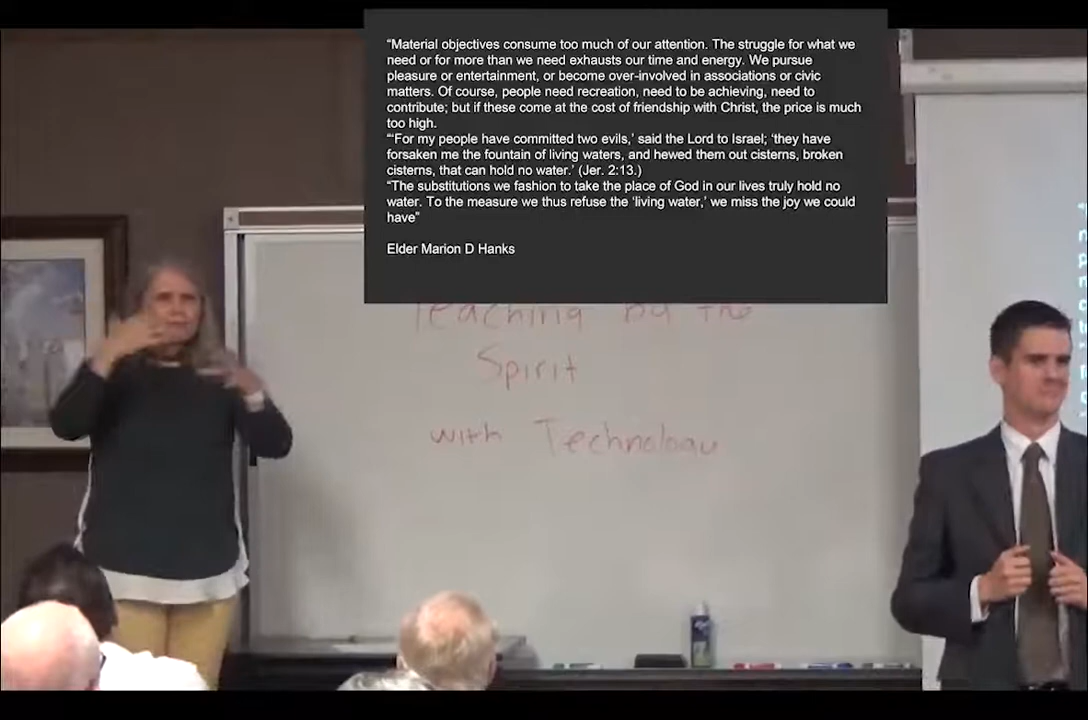 “Material objectives consume too much of our attention. The struggle for what we
need or for more than we need exhausts our time and energy. We pursue
pleasure or entertainment, or become over-involved in associations or civic
matters. Of course, people need recreation, need to be achieving, need to
contribute; but if these come at the cost of friendship with Christ, the price is much
too high.
“‘For my people have committed two evils,’ said the Lord to Israel; ‘they have
forsaken me the fountain of living waters, and hewed them out cisterns, broken
cisterns, that can hold no water.’ (Jer. 2:13.)
“The substitutions we fashion to take the place of God in our lives truly hold no
water. To the measure we thus refuse the ‘living water,’ we miss the joy we could
have”
Elder Marion D Hanks
Teaching by the
Spirit
with Technology